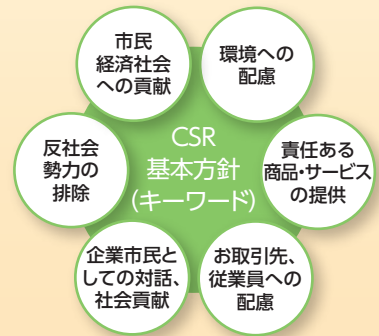 市民
経済社会
への貢献
環境への
配慮
反社会
勢力の
排除
CSR
基本方針
(キーワード)
責任ある
商品・サービス
の提供
企業市民と
しての対話、
社会貢献
お取引先、
従業員への
配慮